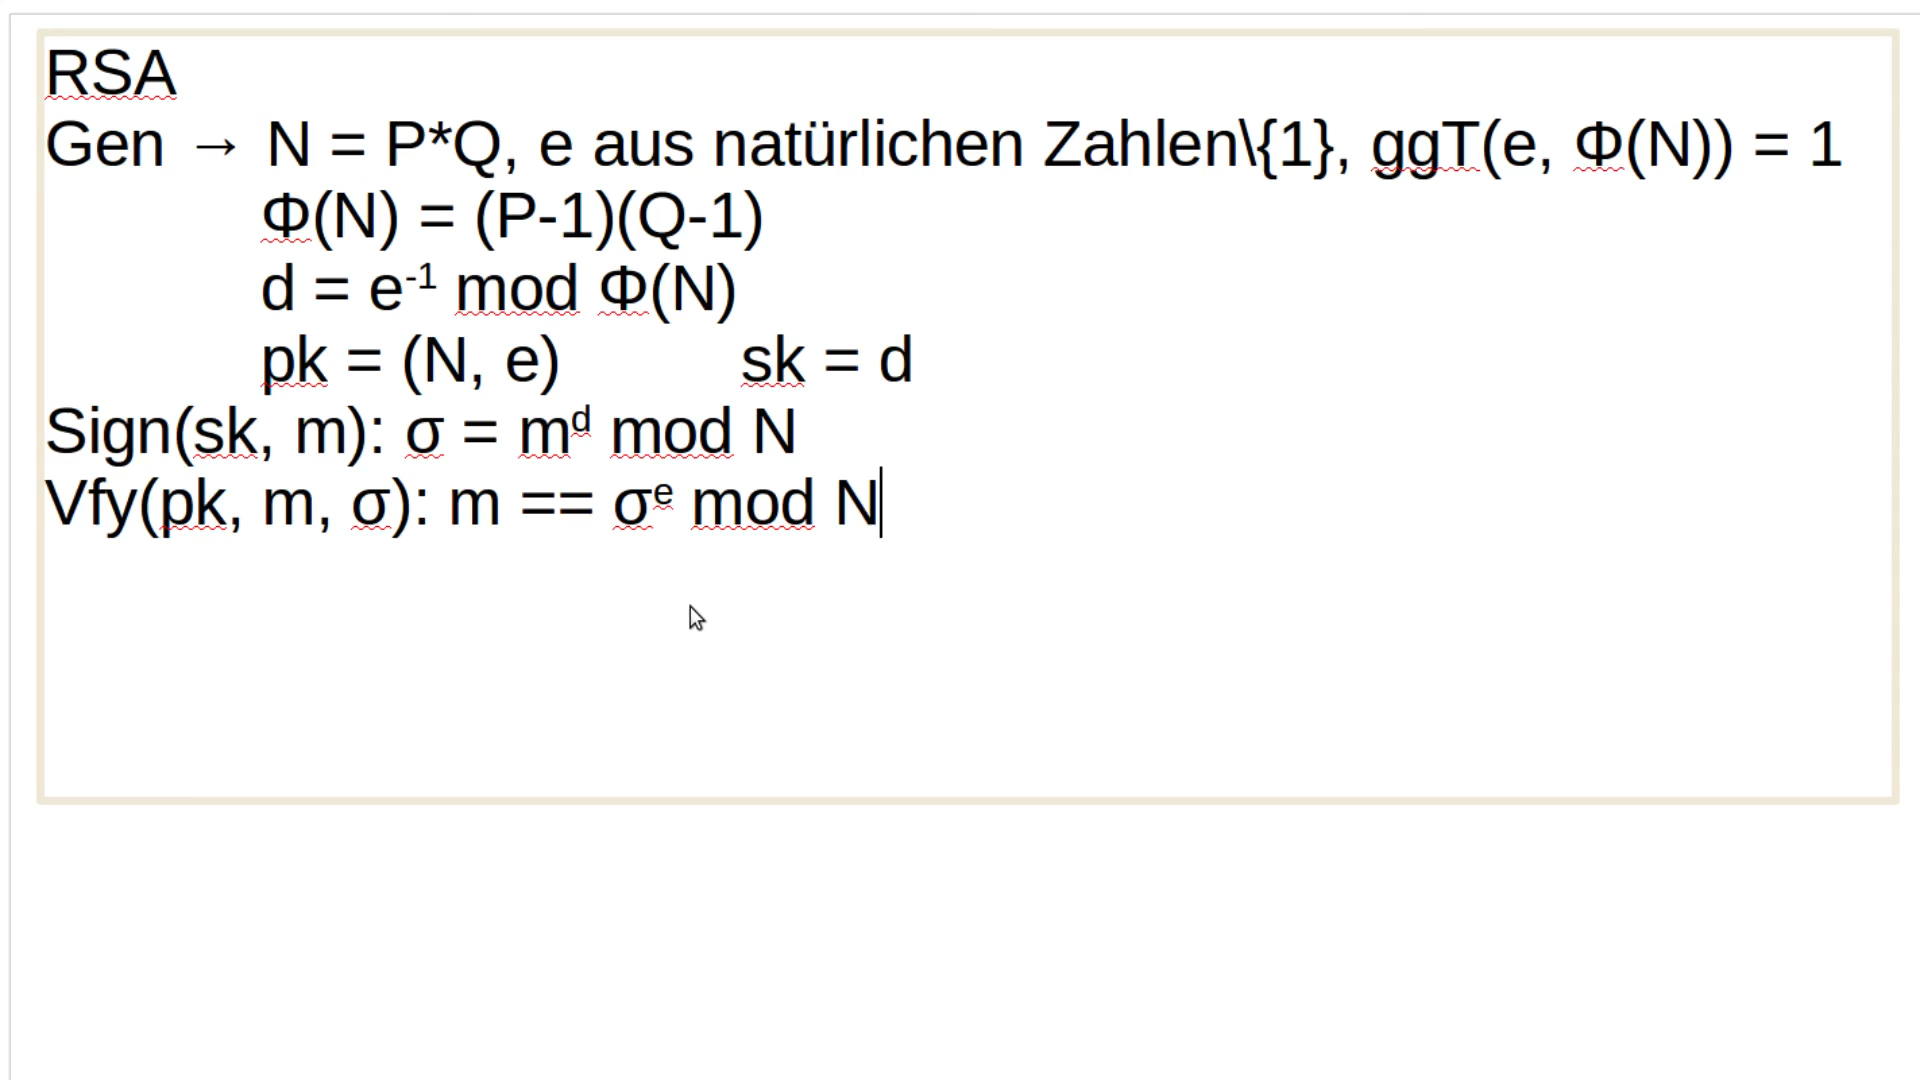 RSA
Gen → N = P*Q, e aus natürlichen Zahlen\{1}, ggT(e, Φ(N)) = 1
Φ(N) = (P-1)(Q-1)
d = e⁻¹ mod Φ(N)
pk = (N, e) sk = d
Sign(sk, m): σ = mᵈ mod N
Vfy(pk, m, σ): m == σᵉ mod N